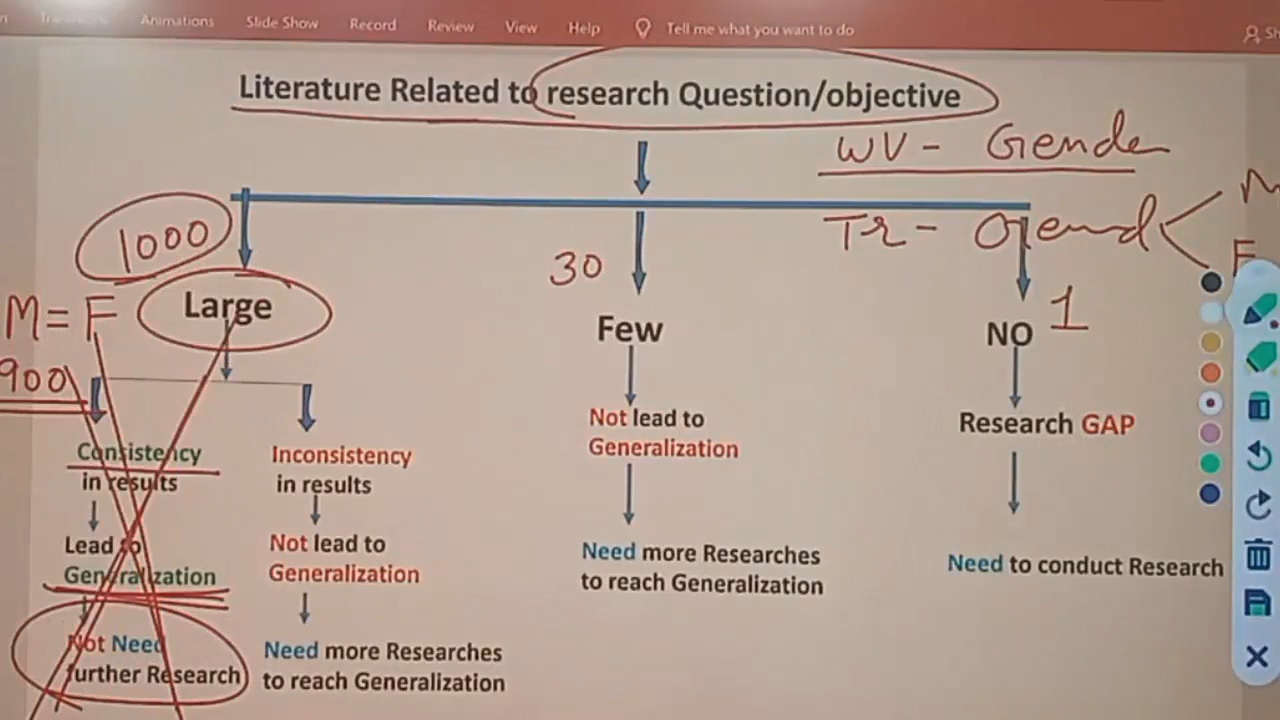 Animations Slide Show Record Review View Help Tell me what you want to do Sh
Literature Related to research Question/objective
WV - Gender
M
Tr - Gend
F
1000
30
Large
M = F
Few
NO
1
900
Not lead to
Generalization
Research GAP
Consistency
in results
Inconsistency
in results
Lead to
Generalization
Not lead to
Generalization
Need more Researches
to reach Generalization
Need to conduct Research
Not Need
further Research
Need more Researches
to reach Generalization